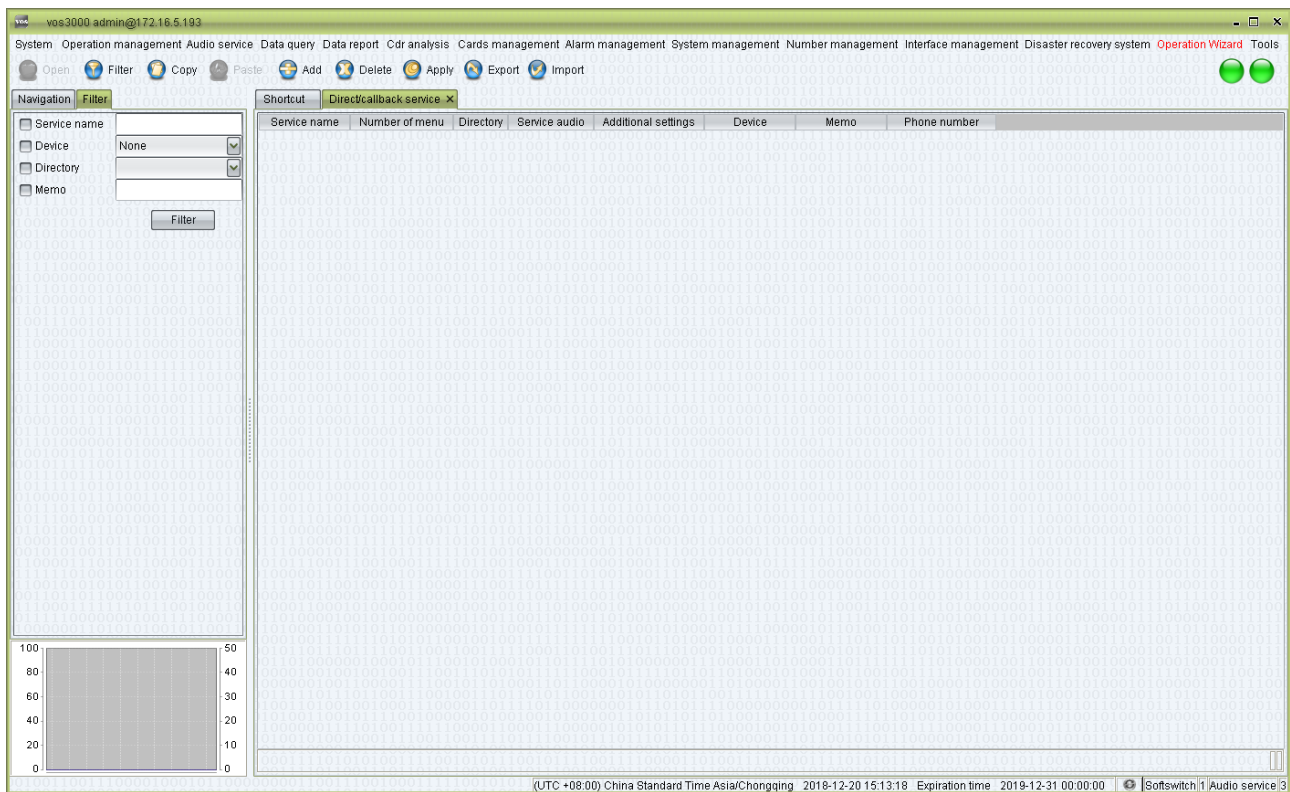 vos vos3000 admin@172.16.5.193
System Operation management Audio service Data query Data report Cdr analysis Cards management Alarm management System management Number management Interface management Disaster recovery system Operation Wizard Tools
Open Filter Copy Paste Add Delete Apply Export Import
Navigation Filter Shortcut Direct/callback service
Service name
Device None
Directory
Memo
Filter
Service name Number of menu Directory Service audio Additional settings Device Memo Phone number
100 50
80 40
60 30
40 20
20 10
0 0
(UTC +08:00) China Standard Time Asia/Chongqing 2018-12-20 15:13:18 Expiration time 2019-12-31 00:00:00 Softswitch 1 Audio service 3